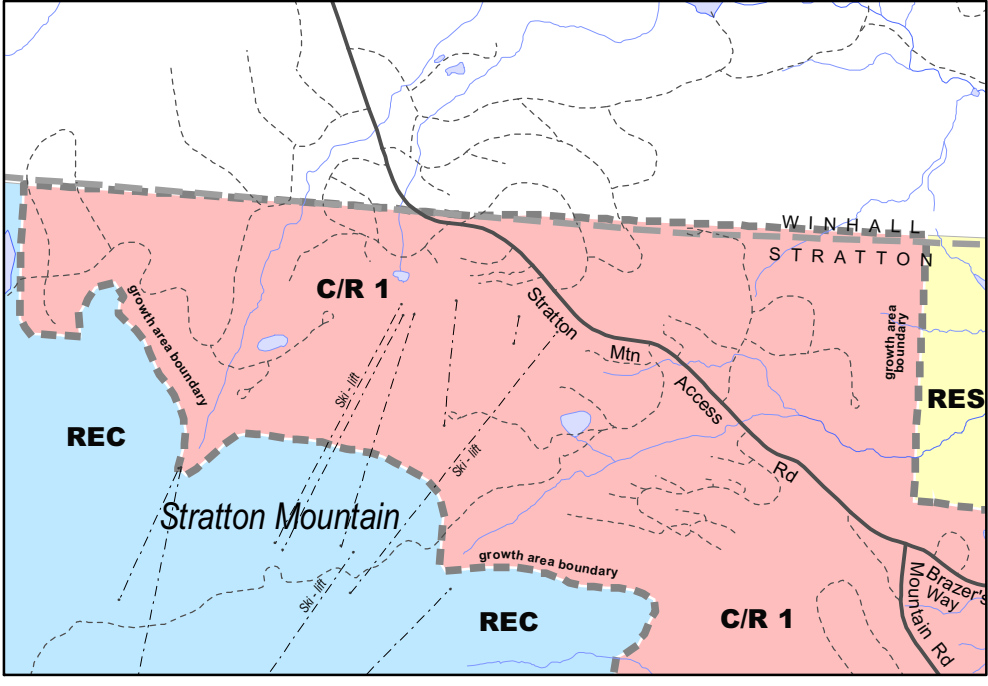 WINHALL
STRATTON
growth area boundary
C/R 1
Stratton
Mtn
Access
Rd
growth area
boundary
RES
Ski - lift
REC
Ski - lift
Stratton Mountain
growth area boundary
Ski - lift
REC
C/R 1
Brazer's
Way
Mountain Rd